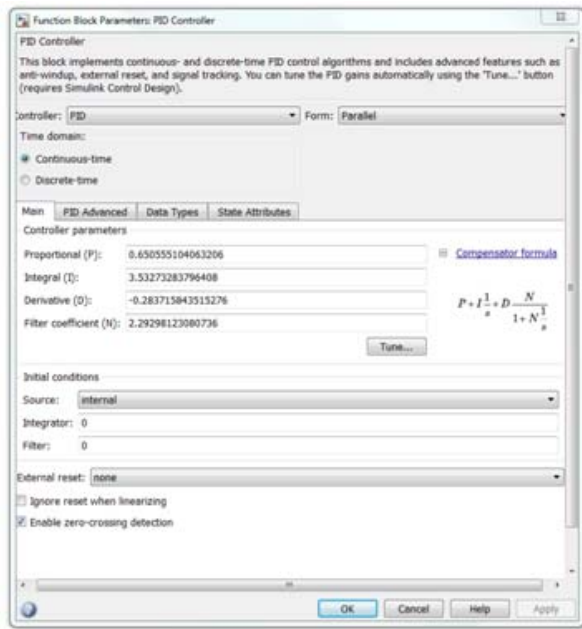 Function Block Parameters: PID Controller
PID Controller
This block implements continuous- and discrete-time PID control algorithms and includes advanced features such as
anti-windup, external reset, and signal tracking. You can tune the PID gains automatically using the 'Tune...' button
(requires Simulink Control Design).
Controller: PID Form: Parallel
Time domain:
Continuous-time
Discrete-time
Main PID Advanced Data Types State Attributes
Controller parameters
Proportional (P): 0.650555104063206 Compensator formula
Integral (I): 3.53273283796408
Derivative (D): -0.283715843515276
P+I 1/s +D N/(1+N 1/s)
Filter coefficient (N): 2.29298123080736
Tune...
Initial conditions
Source: internal
Integrator: 0
Filter: 0
External reset: none
Ignore reset when linearizing
Enable zero-crossing detection
OK Cancel Help Apply